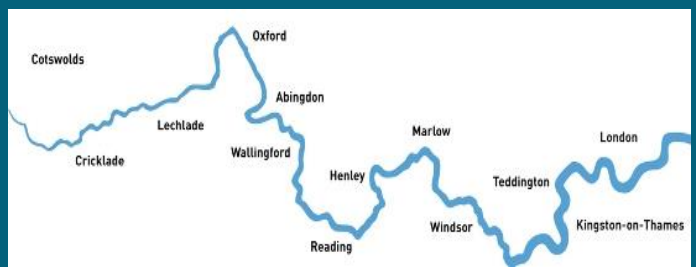 Oxford
Cotswolds
Abingdon
Lechlade
Marlow
London
Wallingford
Cricklade
Henley
Teddington
Windsor
Kingston-on-Thames
Reading